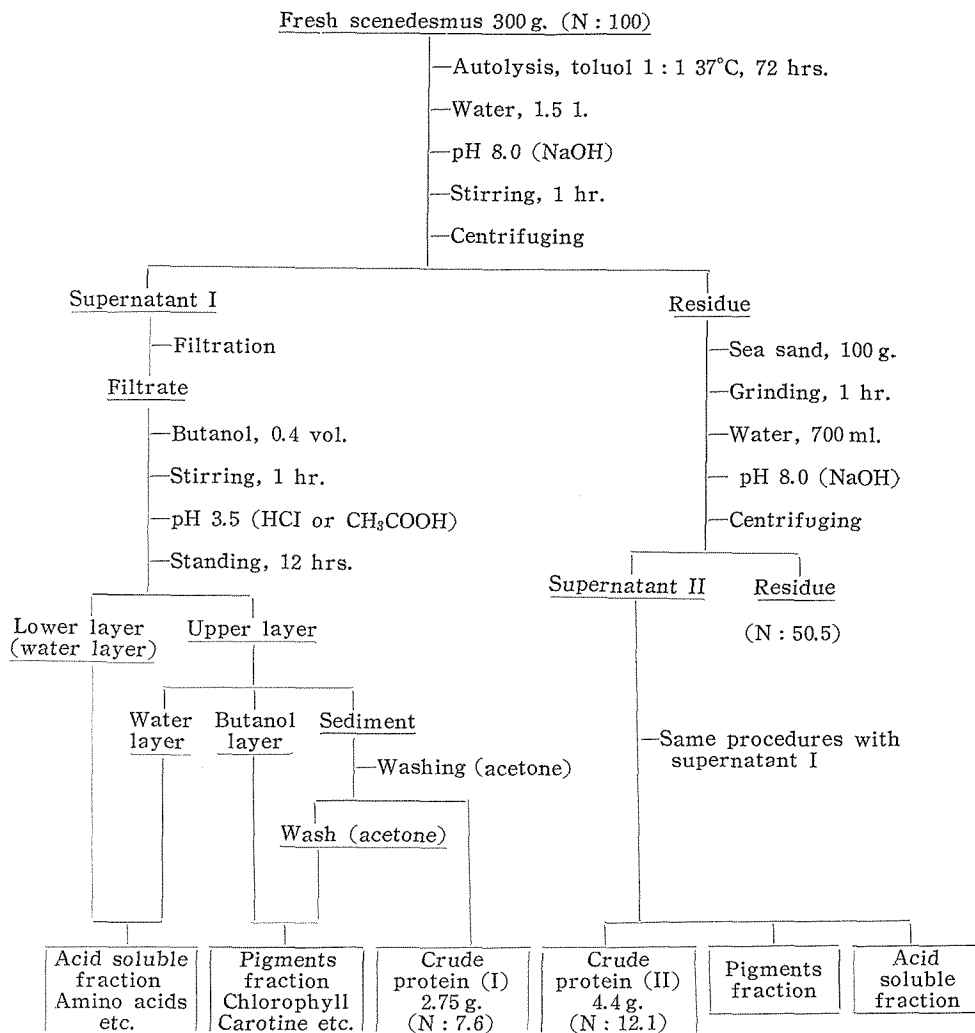 Fresh scenedesmus 300 g. (N : 100)
Autolysis, toluol 1 : 1 37°C, 72 hrs.
Water, 1.5 l.
pH 8.0 (NaOH)
Stirring, 1 hr.
Centrifuging
Supernatant I
Filtration
Filtrate
Butanol, 0.4 vol.
Stirring, 1 hr.
pH 3.5 (HCl or CH₃COOH)
Standing, 12 hrs.
Lower layer
(water layer)
Upper layer
Water
layer
Butanol
layer
Sediment
Washing (acetone)
Wash (acetone)
Residue
Sea sand, 100 g.
Grinding, 1 hr.
Water, 700 ml.
pH 8.0 (NaOH)
Centrifuging
Supernatant II
Residue
(N : 50.5)
Same procedures with
supernatant I
Acid soluble
fraction
Amino acids
etc.
Pigments
fraction
Chlorophyll
Carotine etc.
Crude
protein (I)
2.75 g.
(N : 7.6)
Crude
protein (II)
4.4 g.
(N : 12.1)
Pigments
fraction
Acid
soluble
fraction